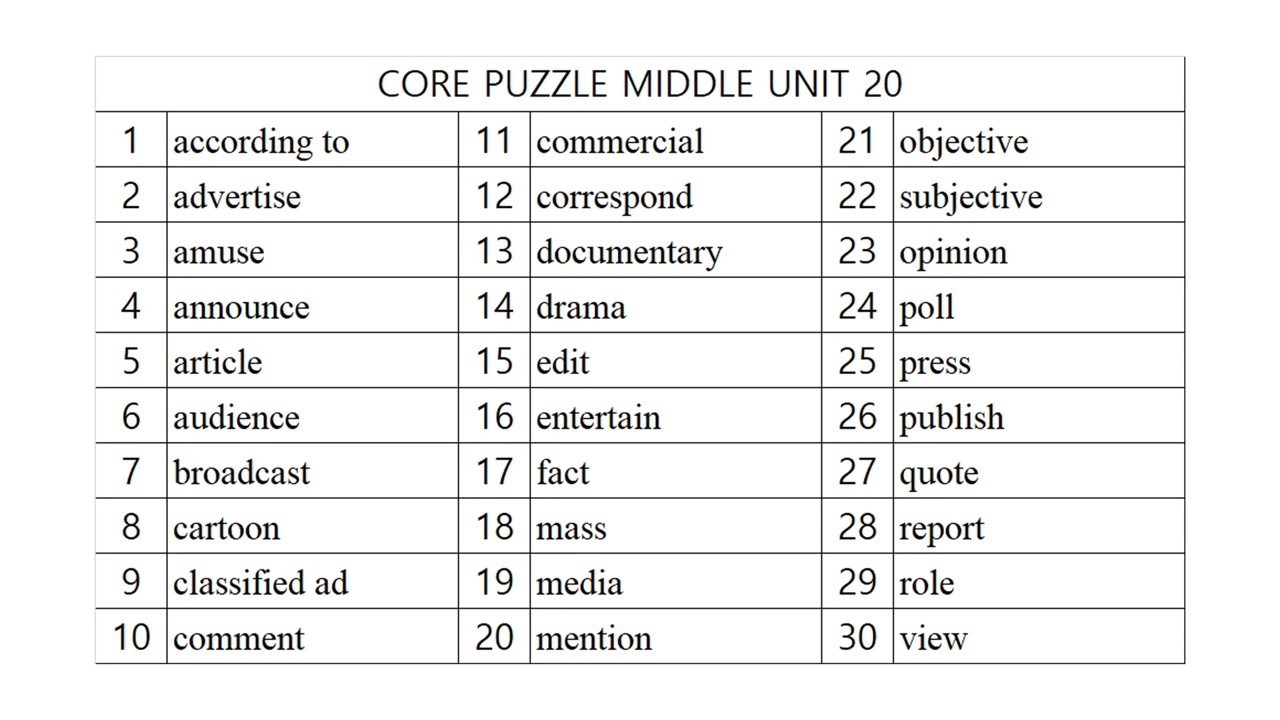 CORE PUZZLE MIDDLE UNIT 20
1 according to 11 commercial 21 objective
2 advertise 12 correspond 22 subjective
3 amuse 13 documentary 23 opinion
4 announce 14 drama 24 poll
5 article 15 edit 25 press
6 audience 16 entertain 26 publish
7 broadcast 17 fact 27 quote
8 cartoon 18 mass 28 report
9 classified ad 19 media 29 role
10 comment 20 mention 30 view